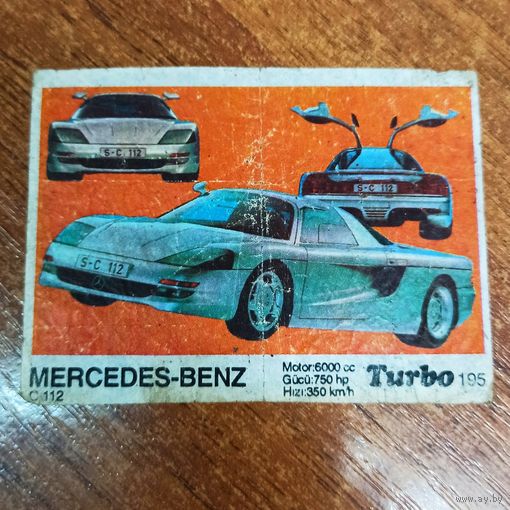 S-C 112
S-C 112
S-C 112
MERCEDES-BENZ
C 112
Motor:6000 cc
Gücü:750 hp
Hızı:350 km/h
Turbo 195
www.ay.by